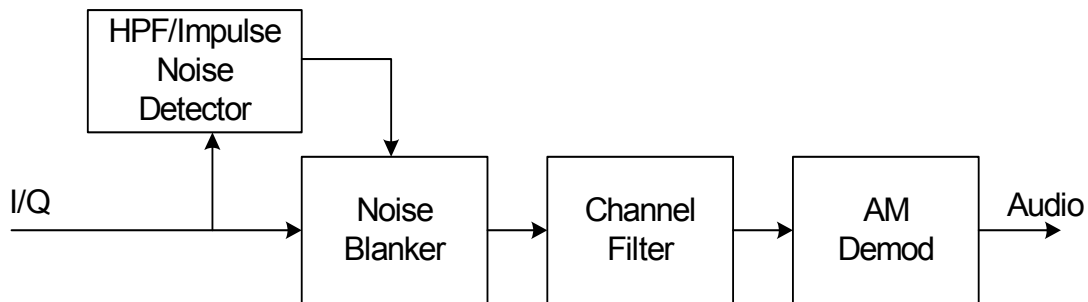 HPF/Impulse
Noise
Detector
I/Q
Noise
Blanker
Channel
Filter
AM
Demod
Audio